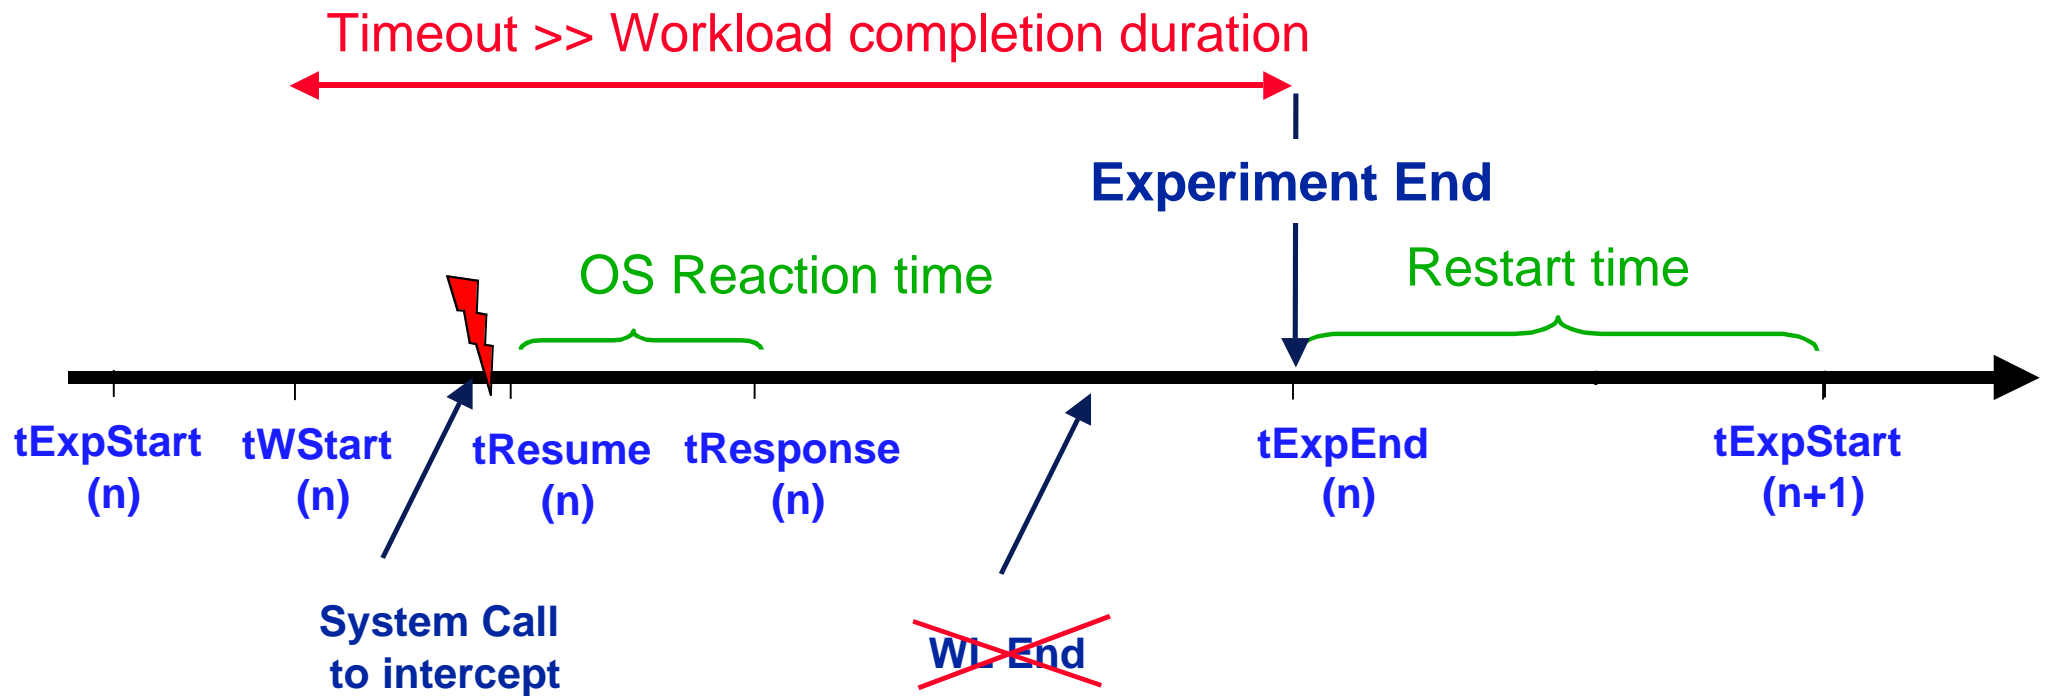 Timeout >> Workload completion duration
Experiment End
OS Reaction time
Restart time
tExpStart
(n)
tWStart
(n)
tResume
(n)
tResponse
(n)
tExpEnd
(n)
tExpStart
(n+1)
System Call
to intercept
WL End